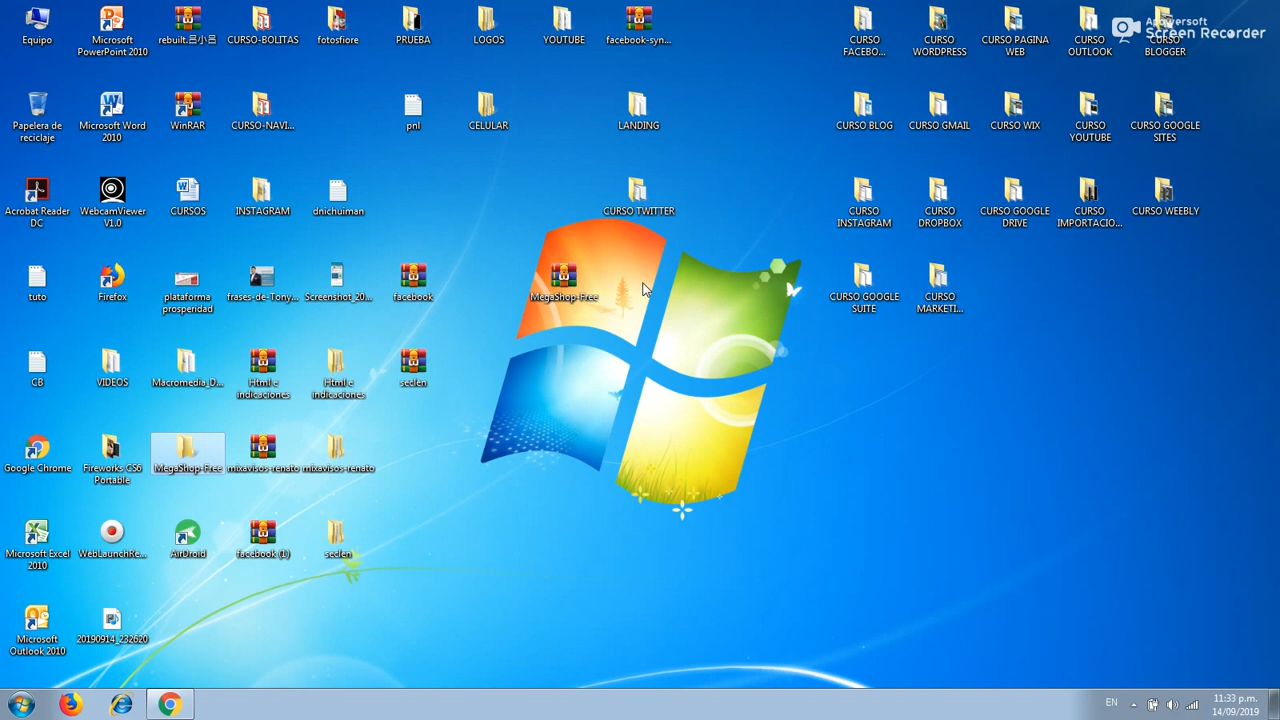 Equipo
Microsoft
PowerPoint 2010
rebuilt.吕小吕
CURSO-BOLITAS
fotosfiore
PRUEBA
LOGOS
YOUTUBE
facebook-syn...
CURSO
FACEBO...
CURSO
WORDPRESS
CURSO PAGINA
WEB
CURSO
OUTLOOK
CURSO
BLOGGER
Apowersoft
Screen Recorder
Papelera de
reciclaje
Microsoft Word
2010
WinRAR
CURSO-NAVI...
pnl
CELULAR
LANDING
CURSO BLOG
CURSO GMAIL
CURSO WIX
CURSO
YOUTUBE
CURSO GOOGLE
SITES
Acrobat Reader
DC
WebcamViewer
V1.0
CURSOS
INSTAGRAM
dnichuiman
CURSO TWITTER
CURSO
INSTAGRAM
CURSO
DROPBOX
CURSO GOOGLE
DRIVE
CURSO
IMPORTACIO...
CURSO WEEBLY
tuto
Firefox
plataforma
prosperidad
frases-de-Tony...
Screenshot_20...
facebook
MegaShop-Free
CURSO GOOGLE
SUITE
CURSO
MARKETI...
CB
VIDEOS
Macromedia_D...
Html e
indicaciones
Html e
indicaciones
seclen
Google Chrome
Fireworks CS6
Portable
MegaShop-Free
mixavisos-renato
mixavisos-renato
Microsoft Excel
2010
WebLaunchRe...
AirDroid
facebook (1)
seclen
Microsoft
Outlook 2010
20190914_232620
EN
11:33 p.m.
14/09/2019